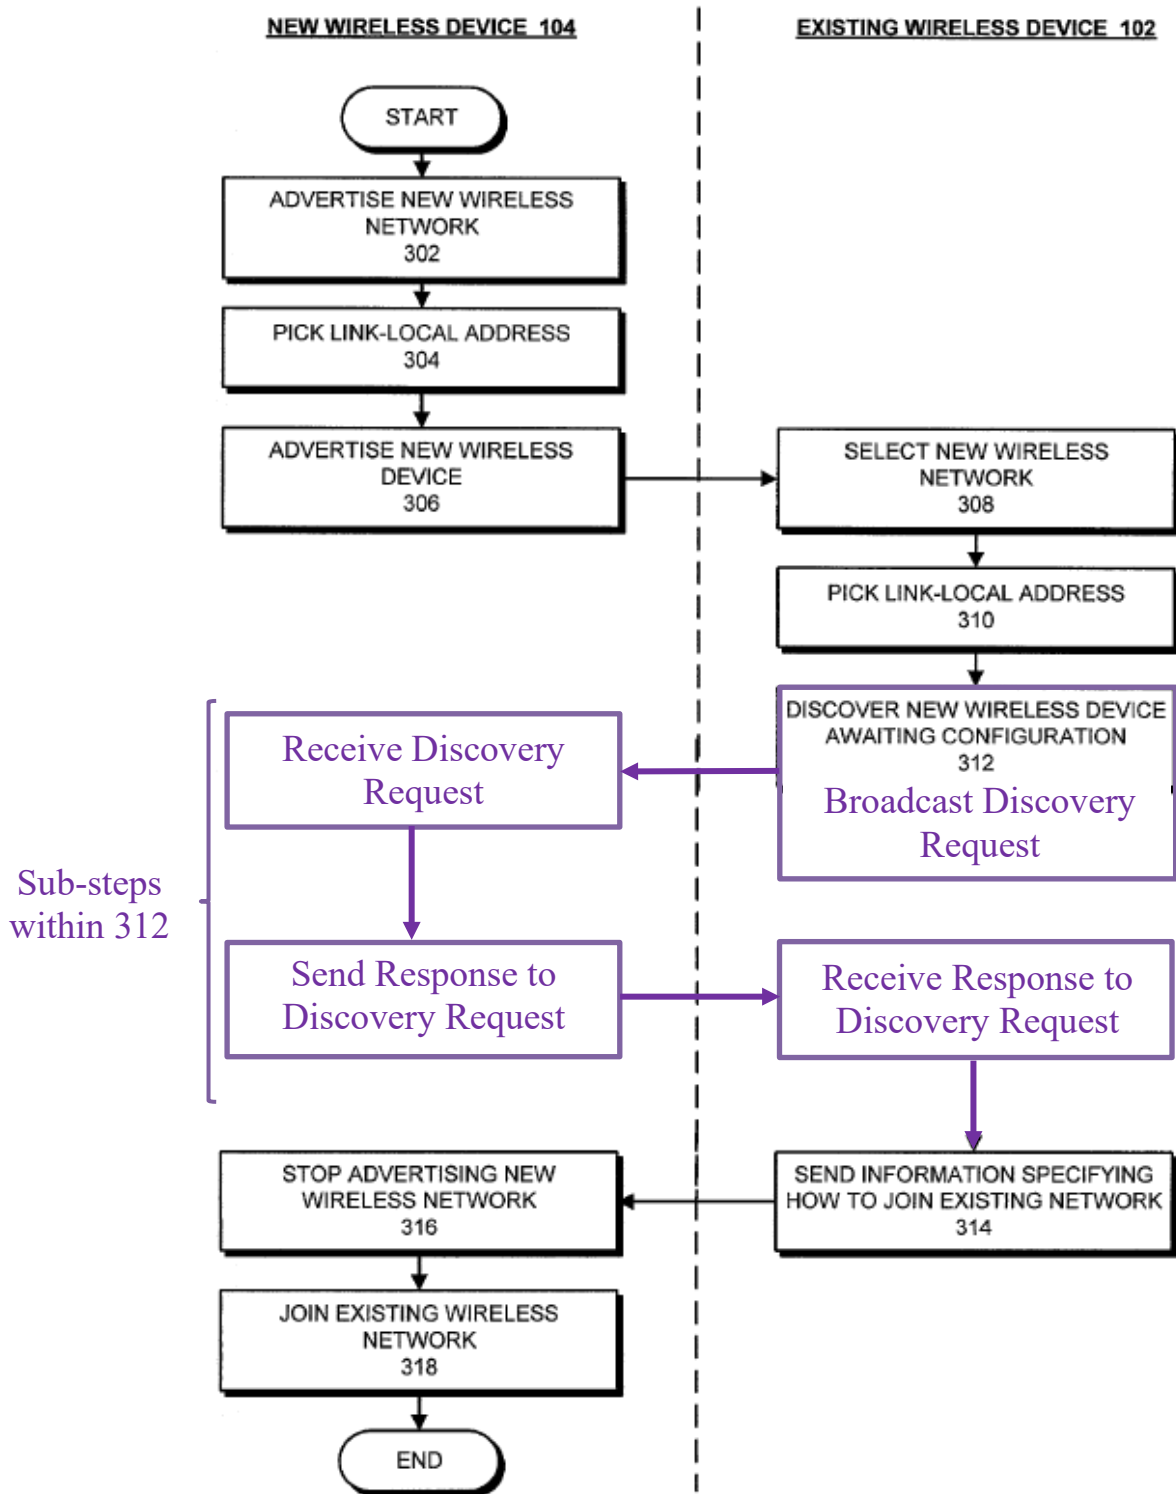 NEW WIRELESS DEVICE 104
EXISTING WIRELESS DEVICE 102
START
ADVERTISE NEW WIRELESS
NETWORK
302
PICK LINK-LOCAL ADDRESS
304
ADVERTISE NEW WIRELESS
DEVICE
306
SELECT NEW WIRELESS
NETWORK
308
PICK LINK-LOCAL ADDRESS
310
DISCOVER NEW WIRELESS DEVICE
AWAITING CONFIGURATION
312
Broadcast Discovery
Request
Receive Discovery
Request
Sub-steps
within 312
Send Response to
Discovery Request
Receive Response to
Discovery Request
SEND INFORMATION SPECIFYING
HOW TO JOIN EXISTING NETWORK
314
STOP ADVERTISING NEW
WIRELESS NETWORK
316
JOIN EXISTING WIRELESS
NETWORK
318
END